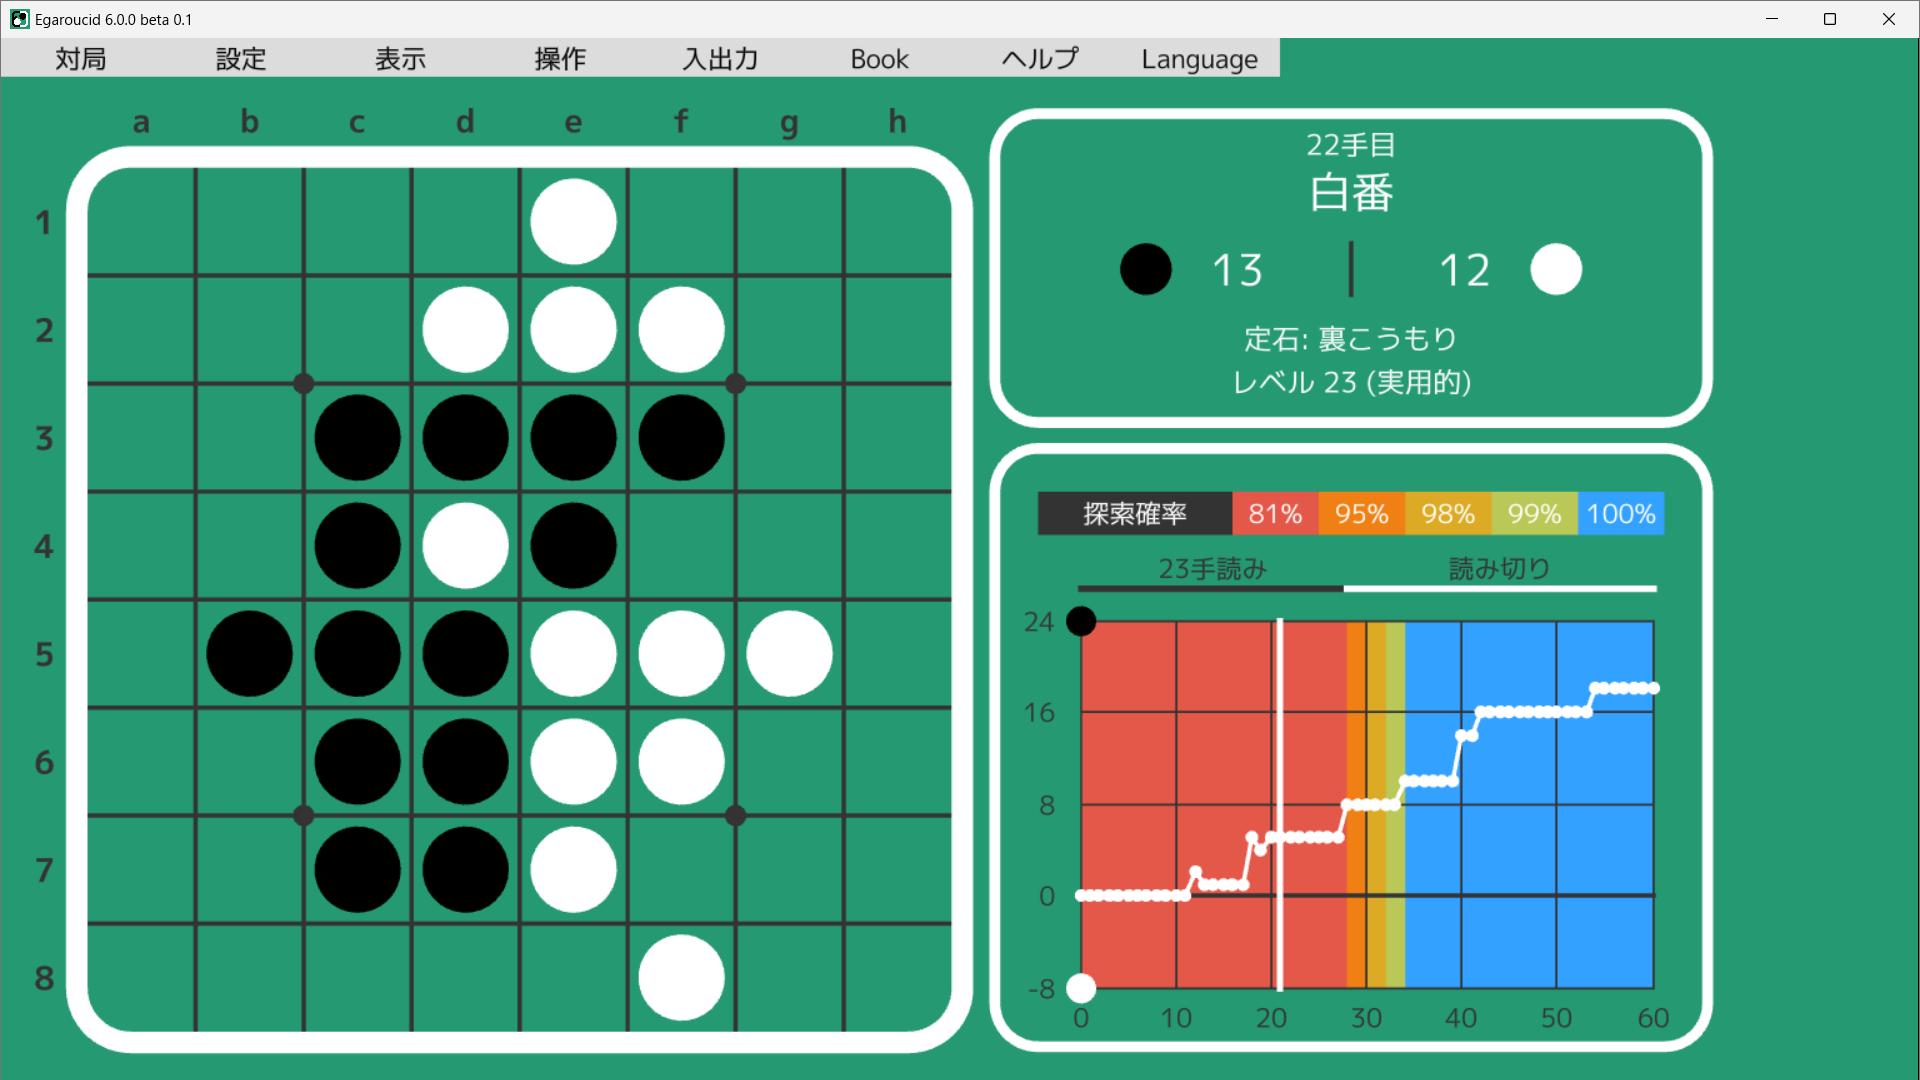 Egaroucid 6.0.0 beta 0.1
対局 設定 表示 操作 入出力 Book ヘルプ Language
a b c d e f g h
1
2
3
4
5
6
7
8
22手目
白番
13 12
定石: 裏こうもり
レベル 23 (実用的)
探索確率 81% 95% 98% 99% 100%
23手読み 読み切り
24
16
8
0
-8
0 10 20 30 40 50 60